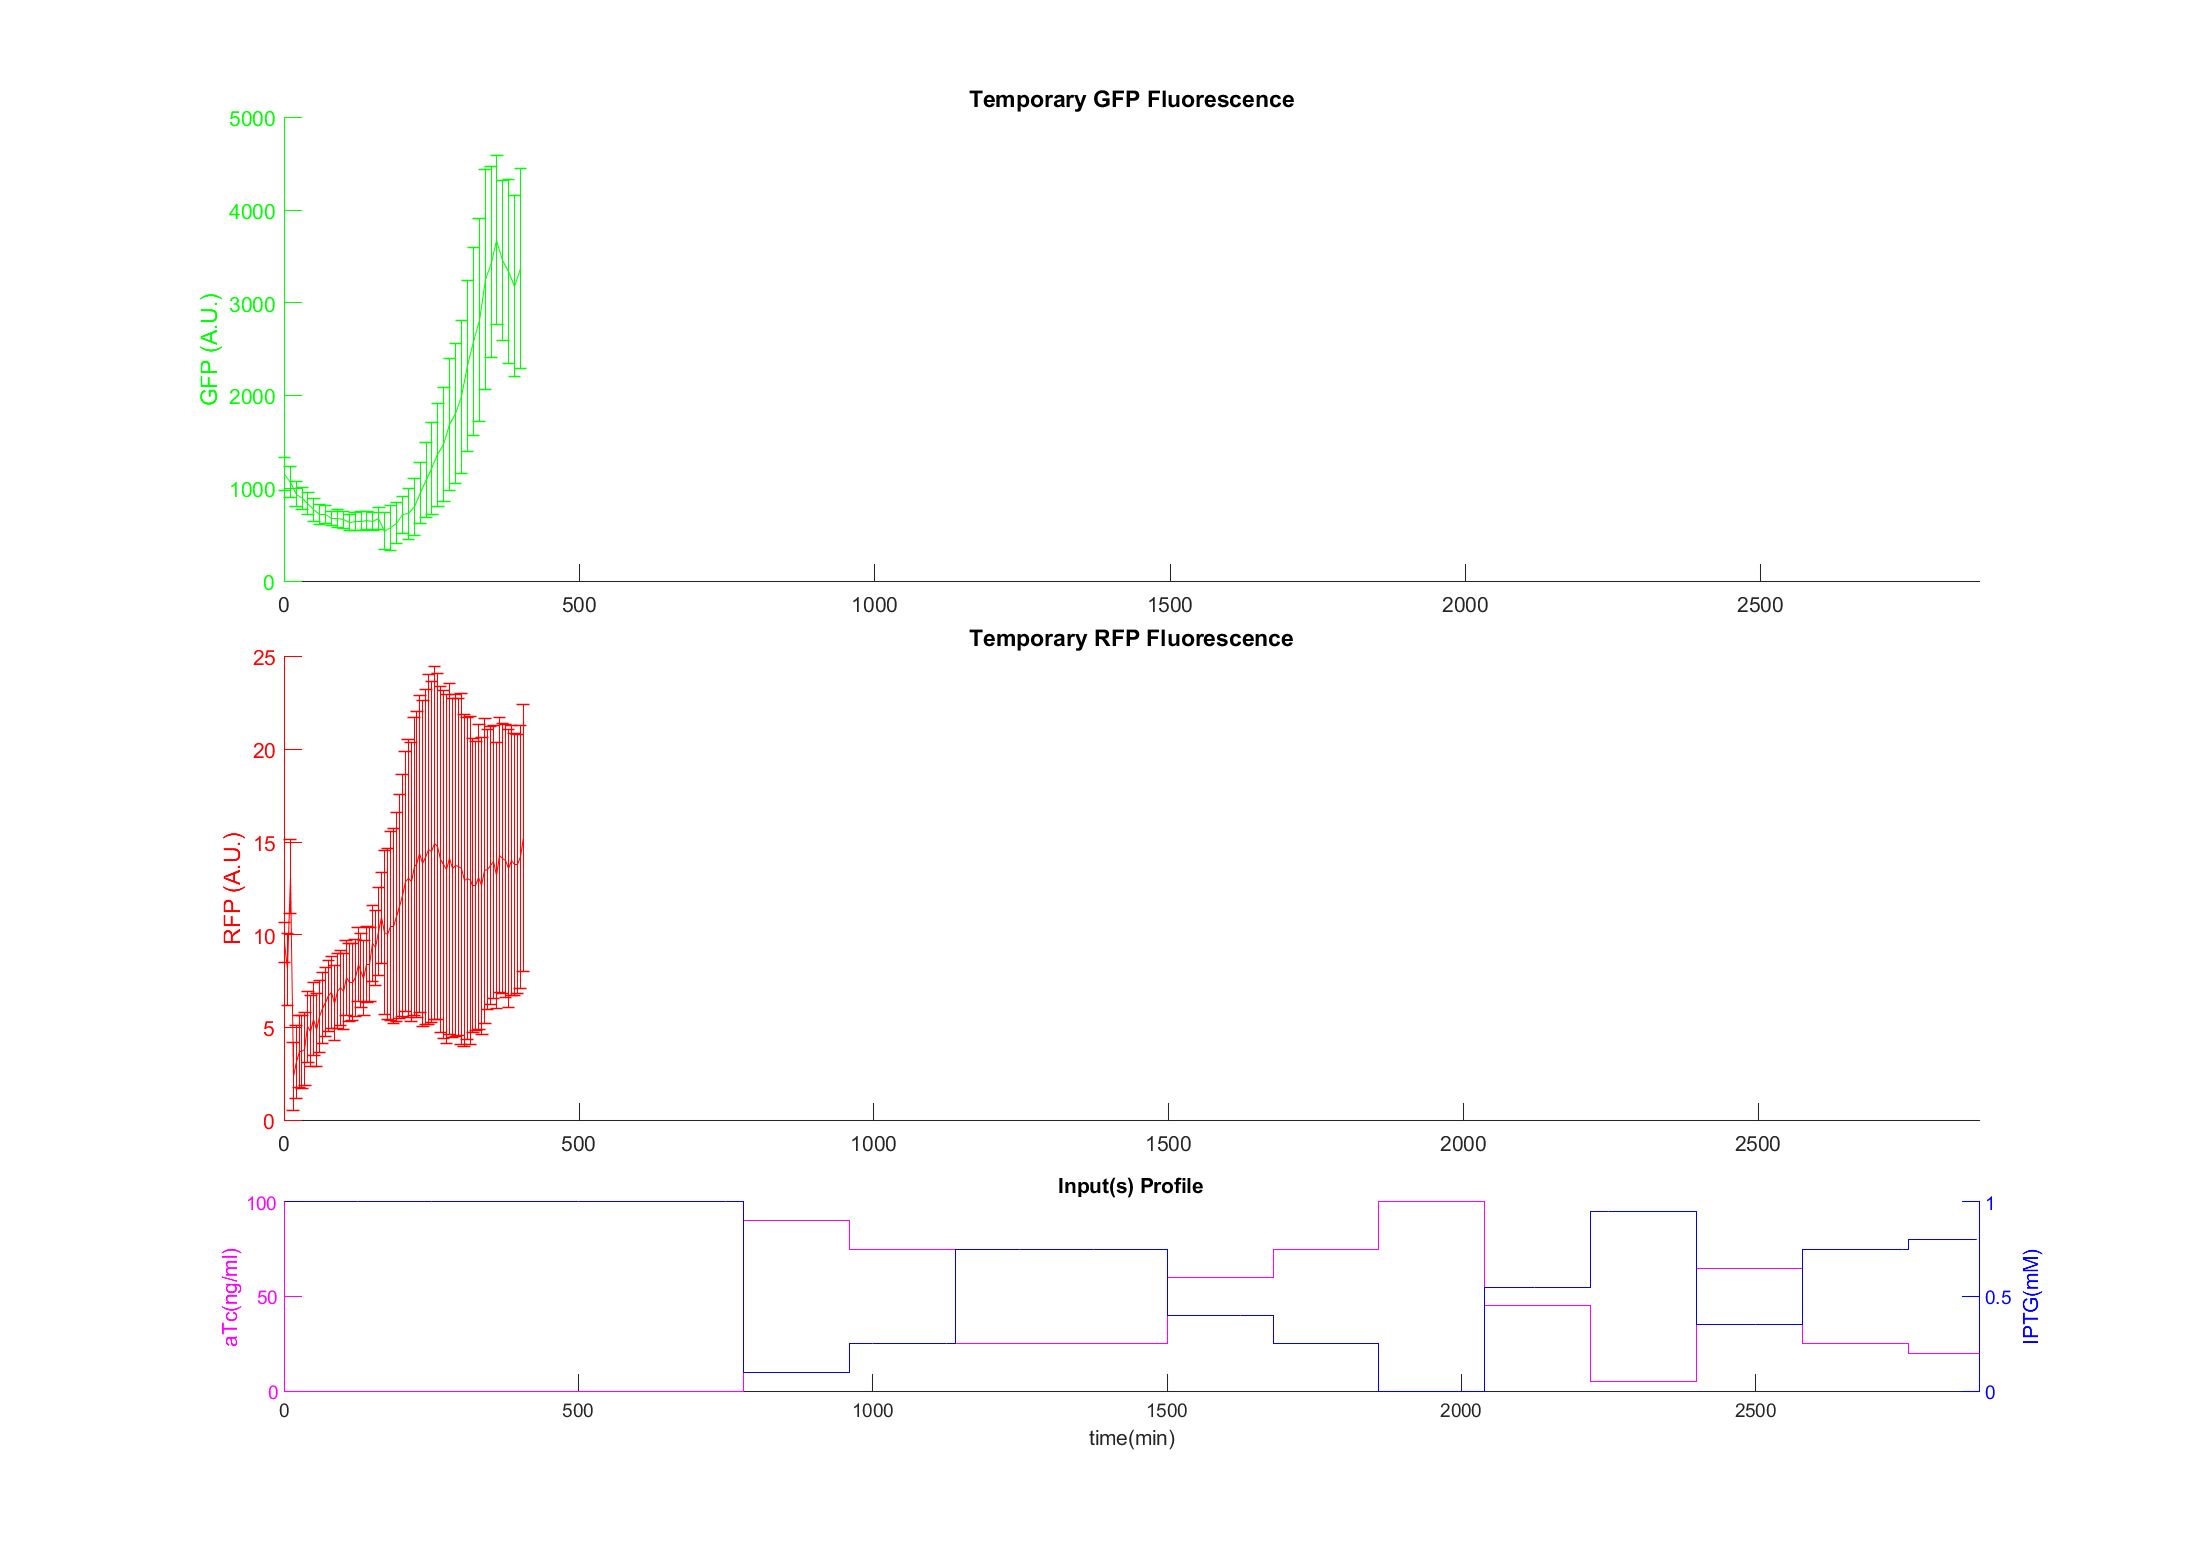 Temporary GFP Fluorescence
5000
4000
3000
2000
1000
0
GFP (A.U.)
0 500 1000 1500 2000 2500
Temporary RFP Fluorescence
25
20
15
10
5
0
RFP (A.U.)
0 500 1000 1500 2000 2500
Input(s) Profile
100
50
0
aTc(ng/ml)
1
0.5
0
IPTG(mM)
0 500 1000 1500 2000 2500
time(min)